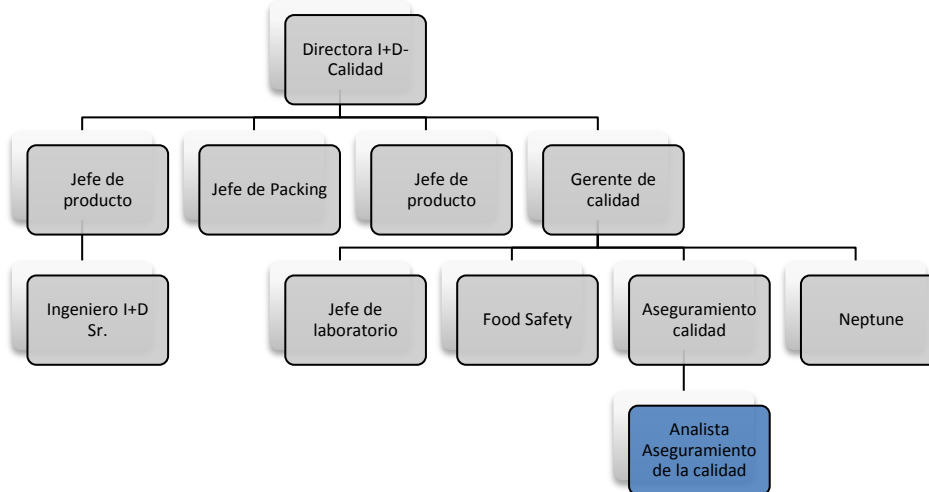 Directora I+D-
Calidad
Jefe de
producto
Jefe de Packing
Jefe de
producto
Gerente de
calidad
Ingeniero I+D
Sr.
Jefe de
laboratorio
Food Safety
Aseguramiento
calidad
Neptune
Analista
Aseguramiento
de la calidad